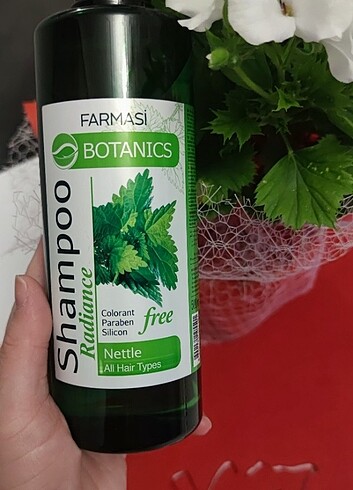 FARMASİ
BOTANICS
Shampoo
Radiance
Colorant
Paraben
Silicon
free
Nettle
All Hair Types